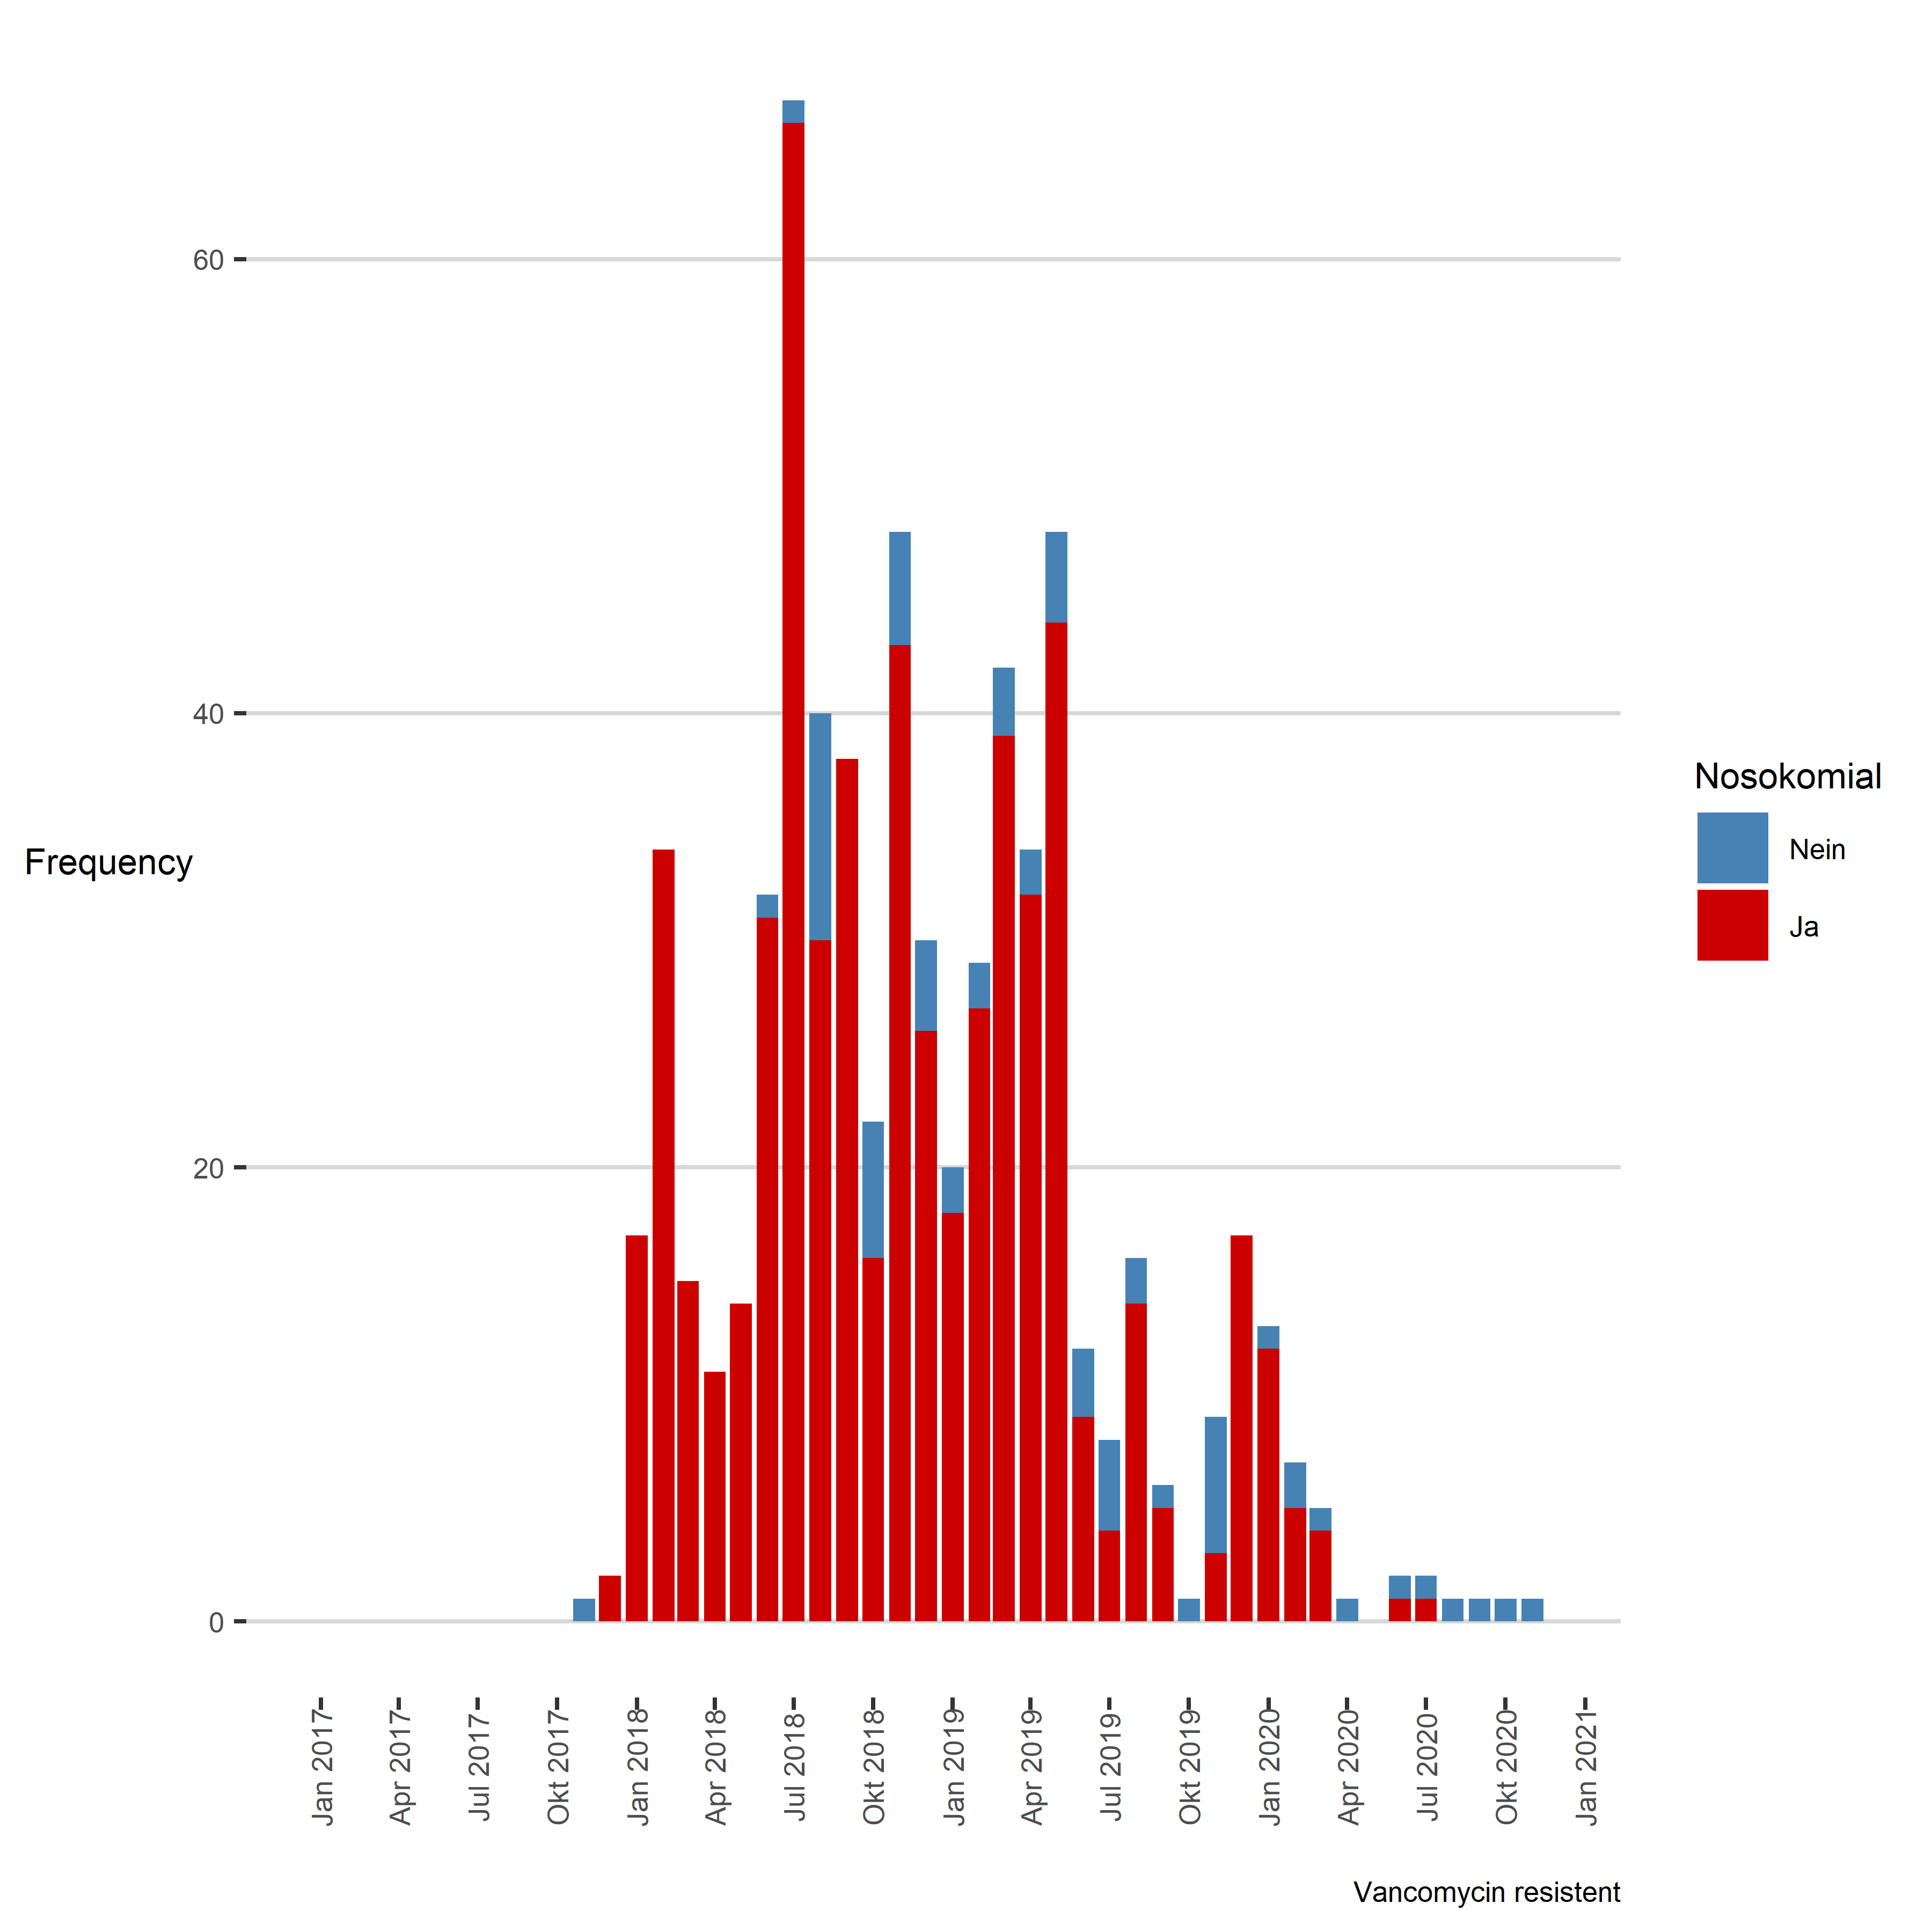 60
40
20
0
Frequency
Jan 2017
Apr 2017
Jul 2017
Okt 2017
Jan 2018
Apr 2018
Jul 2018
Okt 2018
Jan 2019
Apr 2019
Jul 2019
Okt 2019
Jan 2020
Apr 2020
Jul 2020
Okt 2020
Jan 2021
Nosokomial
Nein
Ja
Vancomycin resistent